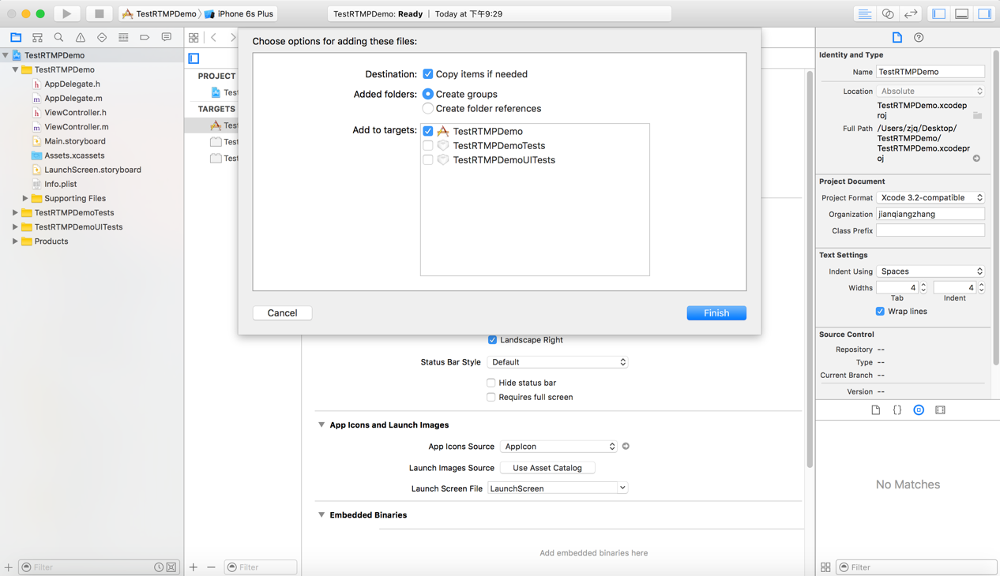 TestRTMPDemo
iPhone 6s Plus
TestRTMPDemo: Ready
Today at 下午9:29
TestRTMPDemo
TestRTMPDemo
h AppDelegate.h
m AppDelegate.m
h ViewController.h
m ViewController.m
Main.storyboard
Assets.xcassets
LaunchScreen.storyboard
Info.plist
Supporting Files
TestRTMPDemoTests
TestRTMPDemoUITests
Products
Filter
PROJECT
Test
TARGETS
Test
Test
Test
Filter
Choose options for adding these files:
Destination: Copy items if needed
Added folders: Create groups
Create folder references
Add to targets: TestRTMPDemo
TestRTMPDemoTests
TestRTMPDemoUITests
Cancel
Finish
Landscape Right
Status Bar Style Default
Hide status bar
Requires full screen
App Icons and Launch Images
App Icons Source AppIcon
Launch Images Source Use Asset Catalog
Launch Screen File LaunchScreen
Embedded Binaries
Add embedded binaries here
Identity and Type
Name TestRTMPDemo
Location Absolute
TestRTMPDemo.xcodep
roj
Full Path /Users/zjq/Desktop/
TestRTMPDemo/
TestRTMPDemo.xcodepr
oj
Project Document
Project Format Xcode 3.2-compatible
Organization jianqiangzhang
Class Prefix
Text Settings
Indent Using Spaces
Widths 4 4
Tab Indent
Wrap lines
Source Control
Repository --
Type --
Current Branch --
Version --
No Matches
Filter